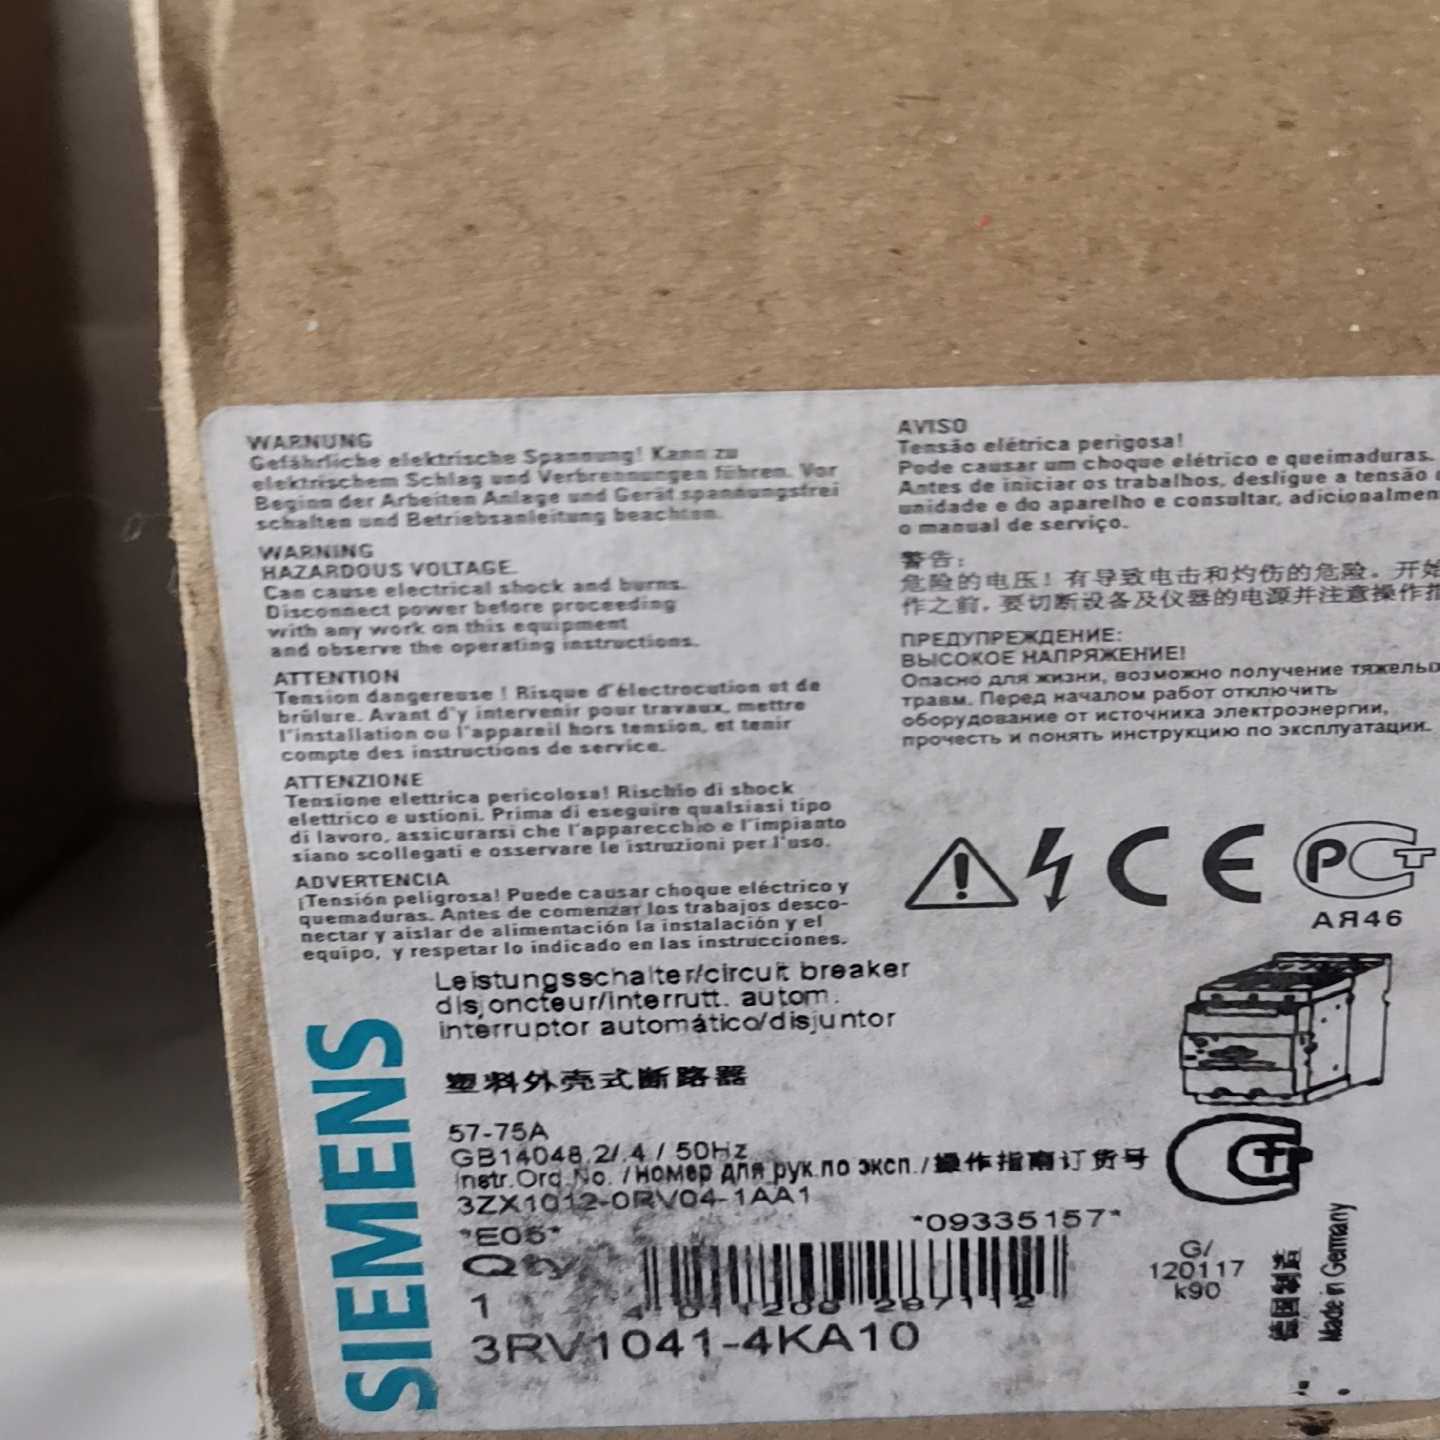 WARNUNG
Gefährliche elektrische Spannung! Kann zu
elektrischem Schlag und Verbrennungen führen. Vor
Beginn der Arbeiten Anlage und Gerät spannungsfrei
schalten und Betriebsanleitung beachten.
WARNING
HAZARDOUS VOLTAGE.
Can cause electrical shock and burns.
Disconnect power before proceeding
with any work on this equipment
and observe the operating instructions.
ATTENTION
Tension dangereuse ! Risque d'électrocution et de
brûlure. Avant d'y intervenir pour travaux, mettre
l'installation ou l'appareil hors tension, et tenir
compte des instructions de service.
ATTENZIONE
Tensione elettrica pericolosa! Rischio di shock
elettrico e ustioni. Prima di eseguire qualsiasi tipo
di lavoro, assicurarsi che l'apparecchio e l'impianto
siano scollegati e osservare le istruzioni per l'uso.
ADVERTENCIA
¡Tensión peligrosa! Puede causar choque eléctrico y
quemaduras. Antes de comenzar los trabajos desco-
nectar y aislar de alimentación la instalación y el
equipo, y respetar lo indicado en las instrucciones.
AVISO
Tensão elétrica perigosa!
Pode causar um choque elétrico e queimaduras.
Antes de iniciar os trabalhos, desligue a tensão
unidade e do aparelho e consultar, adicionalmen
o manual de serviço.
警告:
危险的电压! 有导致电击和灼伤的危险。开始
作之前,要切断设备及仪器的电源并注意操作指
ПРЕДУПРЕЖДЕНИЕ:
ВЫСОКОЕ НАПРЯЖЕНИЕ!
Опасно для жизни, возможно получение тяжелых
травм. Перед началом работ отключить
оборудование от источника электроэнергии,
прочесть и понять инструкцию по эксплуатации.
CE PCT
АЯ46
Leistungsschalter/circuit breaker
disjoncteur/interrutt. autom.
interruptor automático/disjuntor
塑料外壳式断路器
57-75A
GB14048.2/.4 / 50Hz
Instr.Ord.No. /номер для рук.по эксп./操作指南订货号
3ZX1012-0RV04-1AA1
*E05*
*09335157*
Qty
1
4 011209 297112
3RV1041-4KA10
G/
120117
k90
德国制造
Made in Germany
SIEMENS